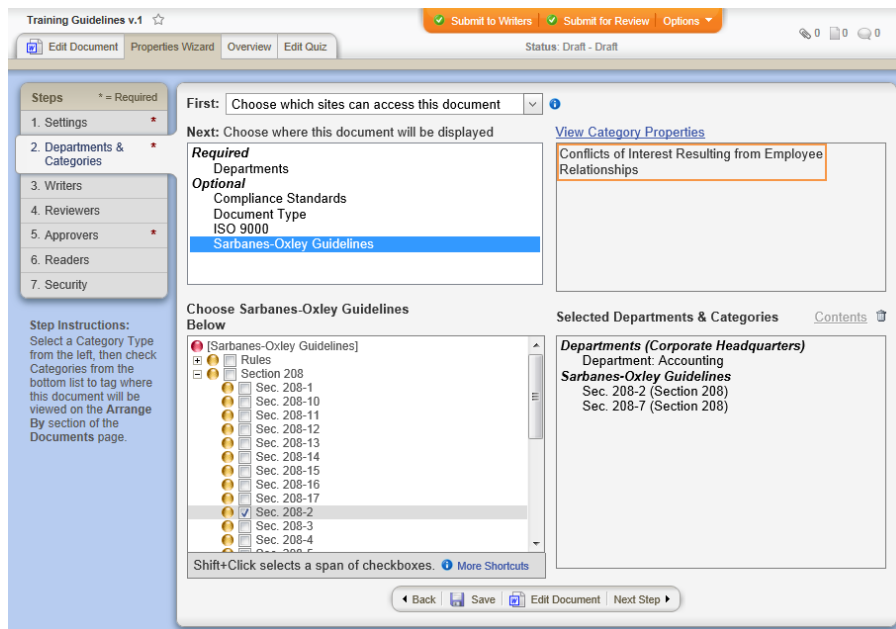 Training Guidelines v.1
Submit to Writers
Submit for Review
Options
0 0 0
Edit Document
Properties Wizard
Overview
Edit Quiz
Status: Draft - Draft
Steps * = Required
1. Settings *
2. Departments & *
Categories
3. Writers
4. Reviewers
5. Approvers *
6. Readers
7. Security
Step Instructions:
Select a Category Type
from the left, then check
Categories from the
bottom list to tag where
this document will be
viewed on the Arrange
By section of the
Documents page.
First: Choose which sites can access this document
Next: Choose where this document will be displayed
Required
Departments
Optional
Compliance Standards
Document Type
ISO 9000
Sarbanes-Oxley Guidelines
View Category Properties
Conflicts of Interest Resulting from Employee
Relationships
Choose Sarbanes-Oxley Guidelines
Below
[Sarbanes-Oxley Guidelines]
Rules
Section 208
Sec. 208-1
Sec. 208-10
Sec. 208-11
Sec. 208-12
Sec. 208-13
Sec. 208-14
Sec. 208-15
Sec. 208-16
Sec. 208-17
Sec. 208-2
Sec. 208-3
Sec. 208-4
Shift+Click selects a span of checkboxes. More Shortcuts
Selected Departments & Categories Contents
Departments (Corporate Headquarters)
Department: Accounting
Sarbanes-Oxley Guidelines
Sec. 208-2 (Section 208)
Sec. 208-7 (Section 208)
Back
Save
Edit Document
Next Step